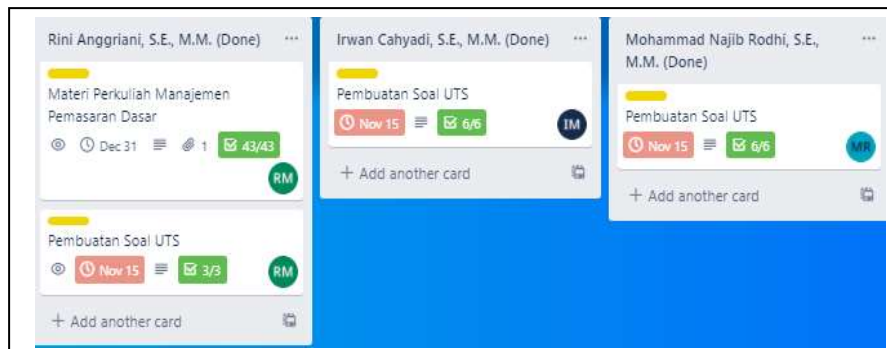 Rini Anggriani, S.E., M.M. (Done)
Materi Perkuliah Manajemen
Pemasaran Dasar
Dec 31 1 43/43
RM
Pembuatan Soal UTS
Nov 15 3/3 RM
+ Add another card
Irwan Cahyadi, S.E., M.M. (Done)
Pembuatan Soal UTS
Nov 15 6/6 IM
+ Add another card
Mohammad Najib Rodhi, S.E.,
M.M. (Done)
Pembuatan Soal UTS
Nov 15 6/6 MR
+ Add another card